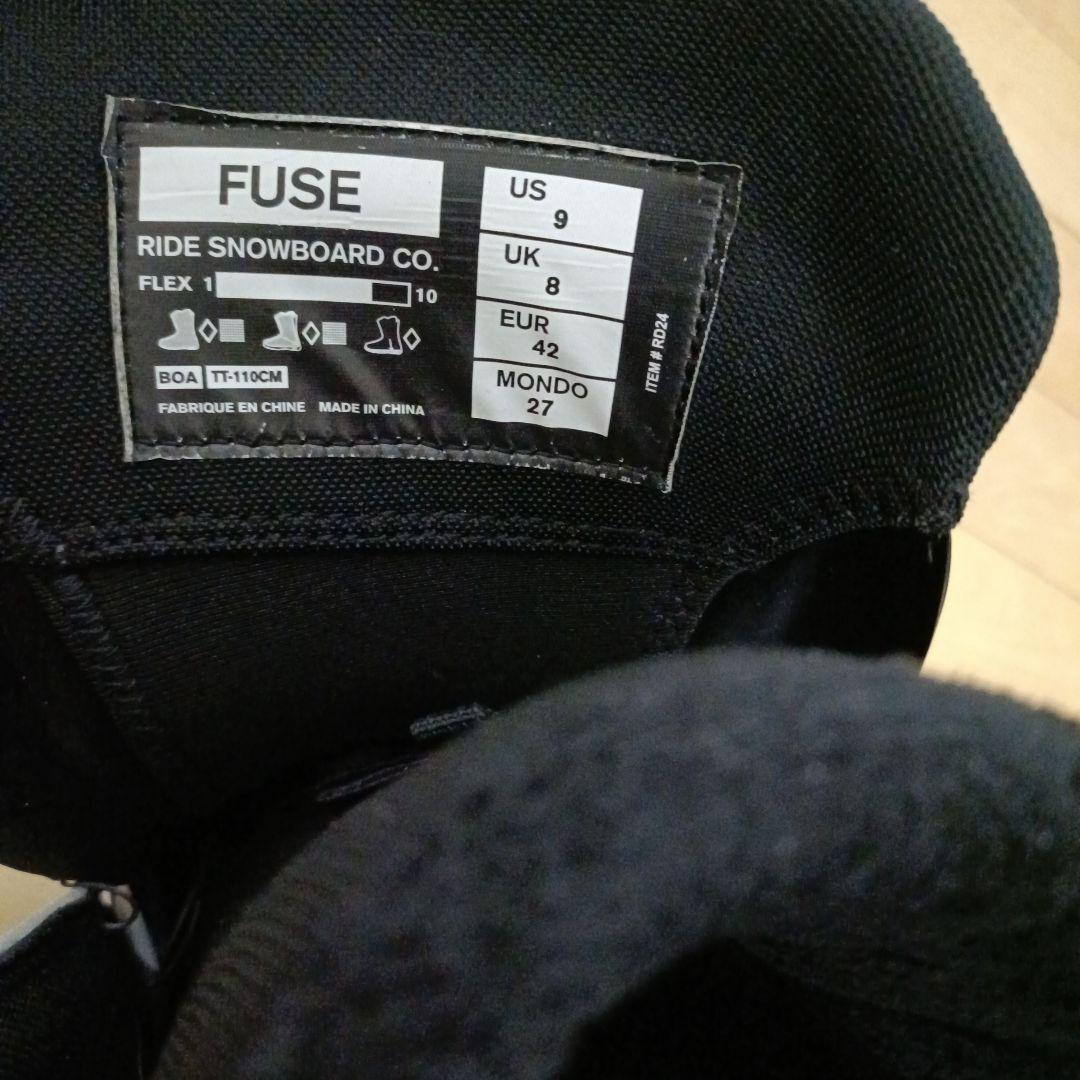 FUSE
RIDE SNOWBOARD CO.
FLEX 1 10
BOA TT-110CM
FABRIQUE EN CHINE MADE IN CHINA
US
9
UK
8
EUR
42
MONDO
27
ITEM # RD24